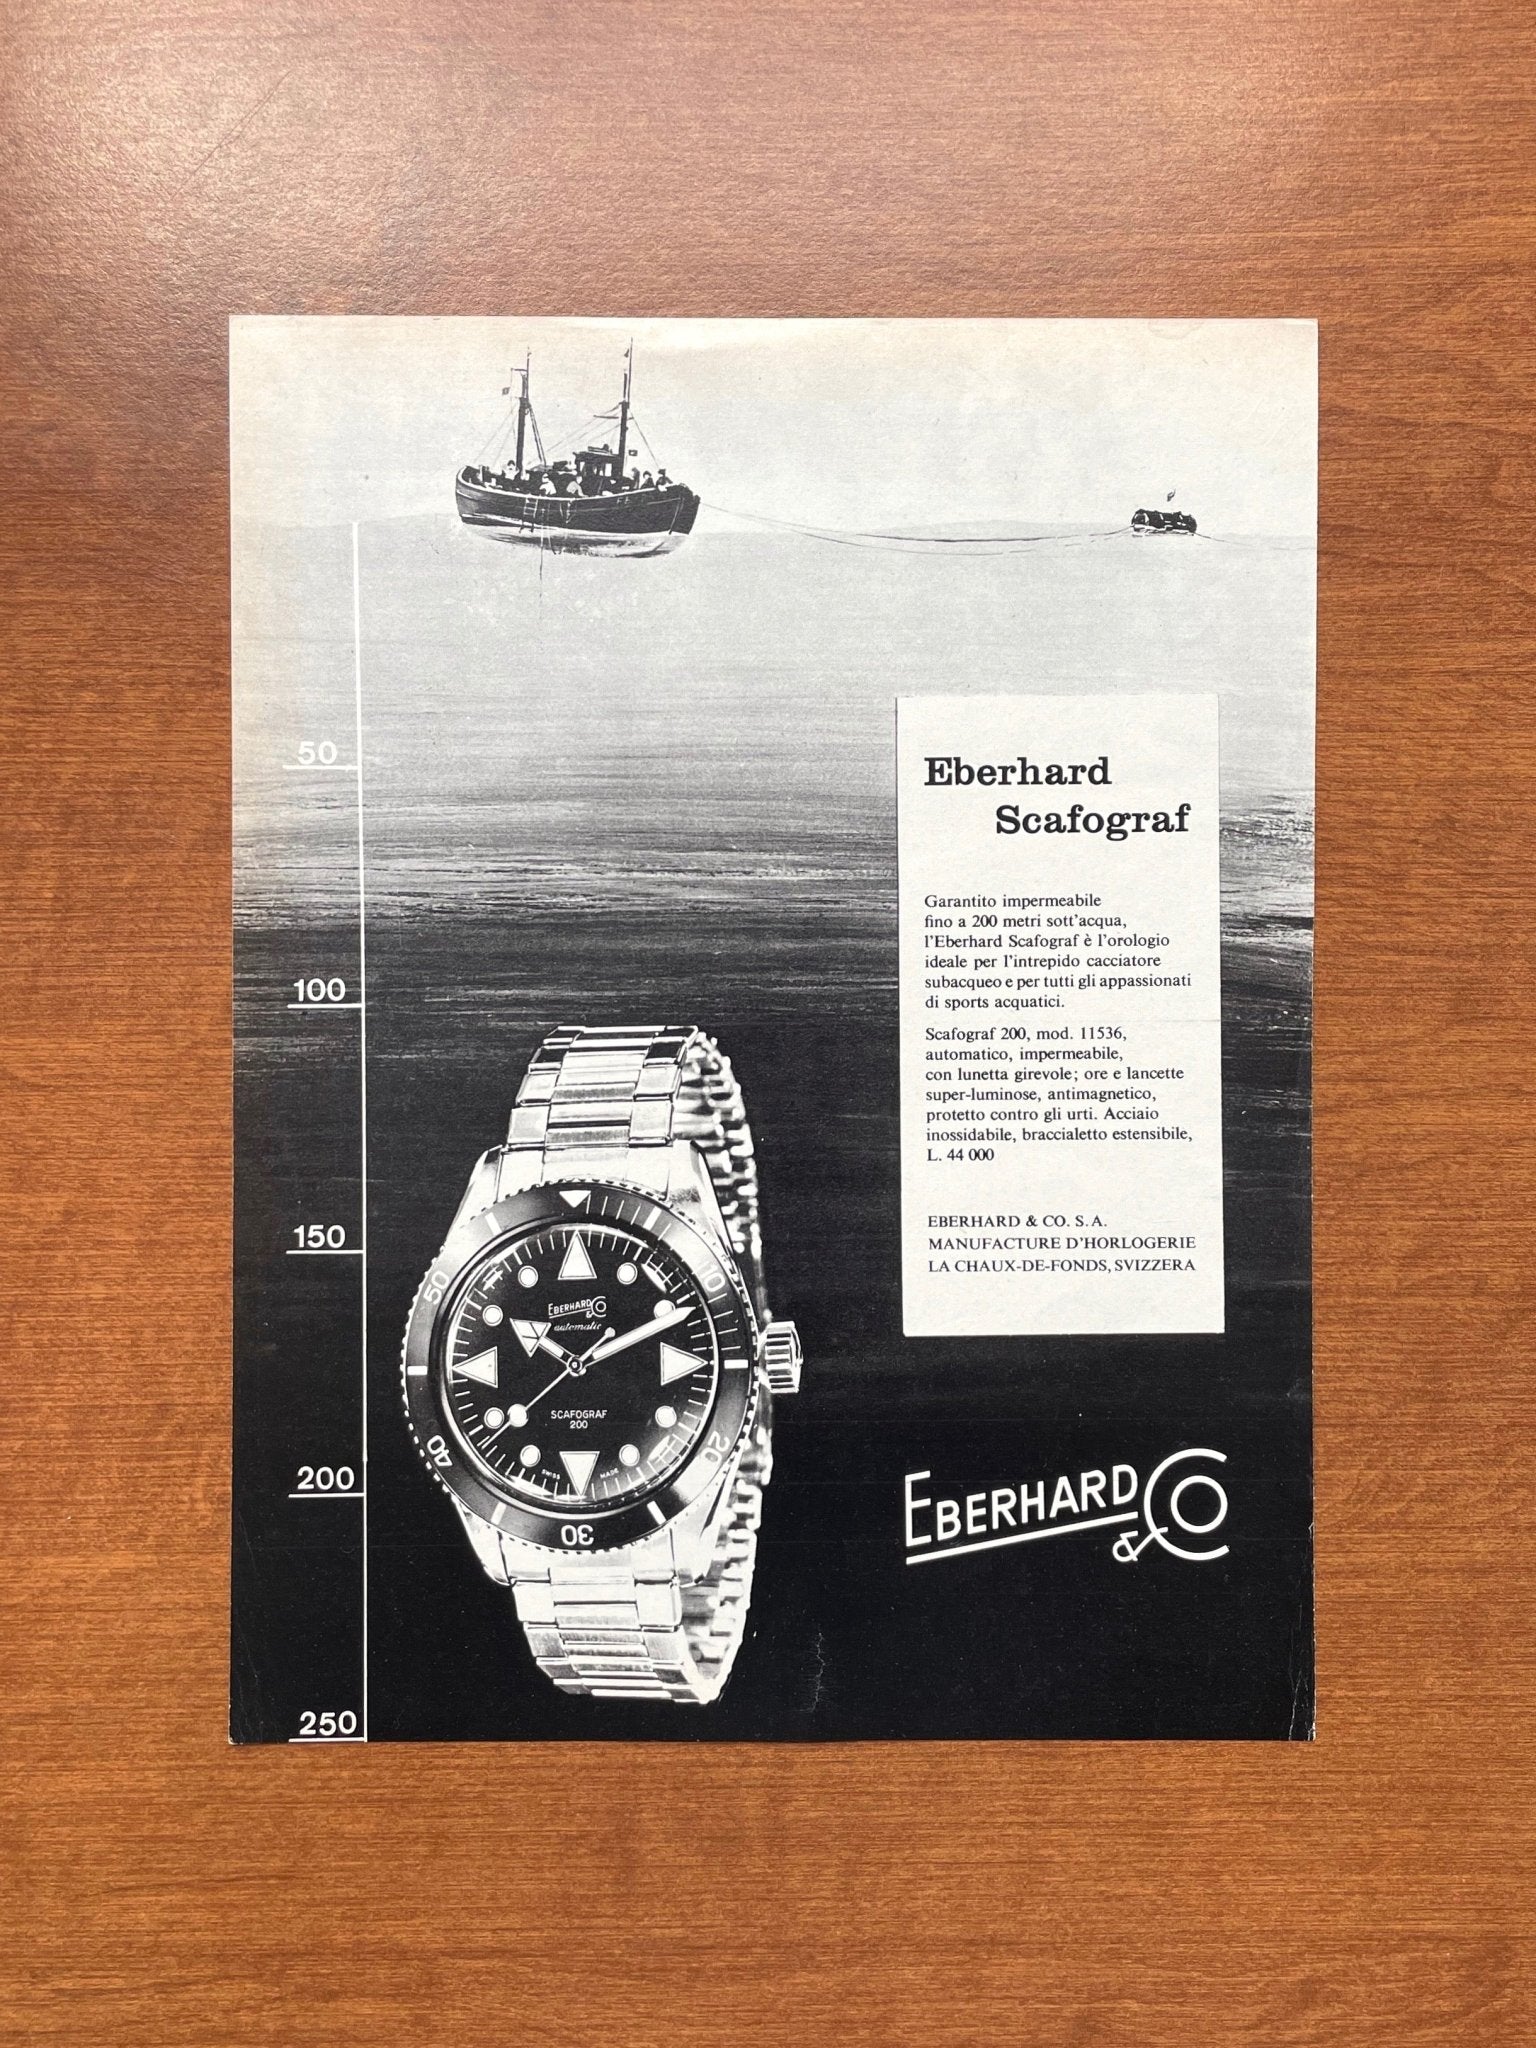 50
100
150
200
250
Eberhard
Scafograf
Garantito impermeabile
fino a 200 metri sott'acqua,
l'Eberhard Scafograf è l'orologio
ideale per l'intrepido cacciatore
subacqueo e per tutti gli appassionati
di sports acquatici.
Scafograf 200, mod. 11536,
automatico, impermeabile,
con lunetta girevole; ore e lancette
super-luminose, antimagnetico,
protetto contro gli urti. Acciaio
inossidabile, braccialetto estensibile,
L. 44 000
EBERHARD & CO. S.A.
MANUFACTURE D'HORLOGERIE
LA CHAUX-DE-FONDS, SVIZZERA
10
20
30
40
50
EBERHARD & CO
automatic
SCAFOGRAF
200
SWISS MADE
EBERHARD & CO